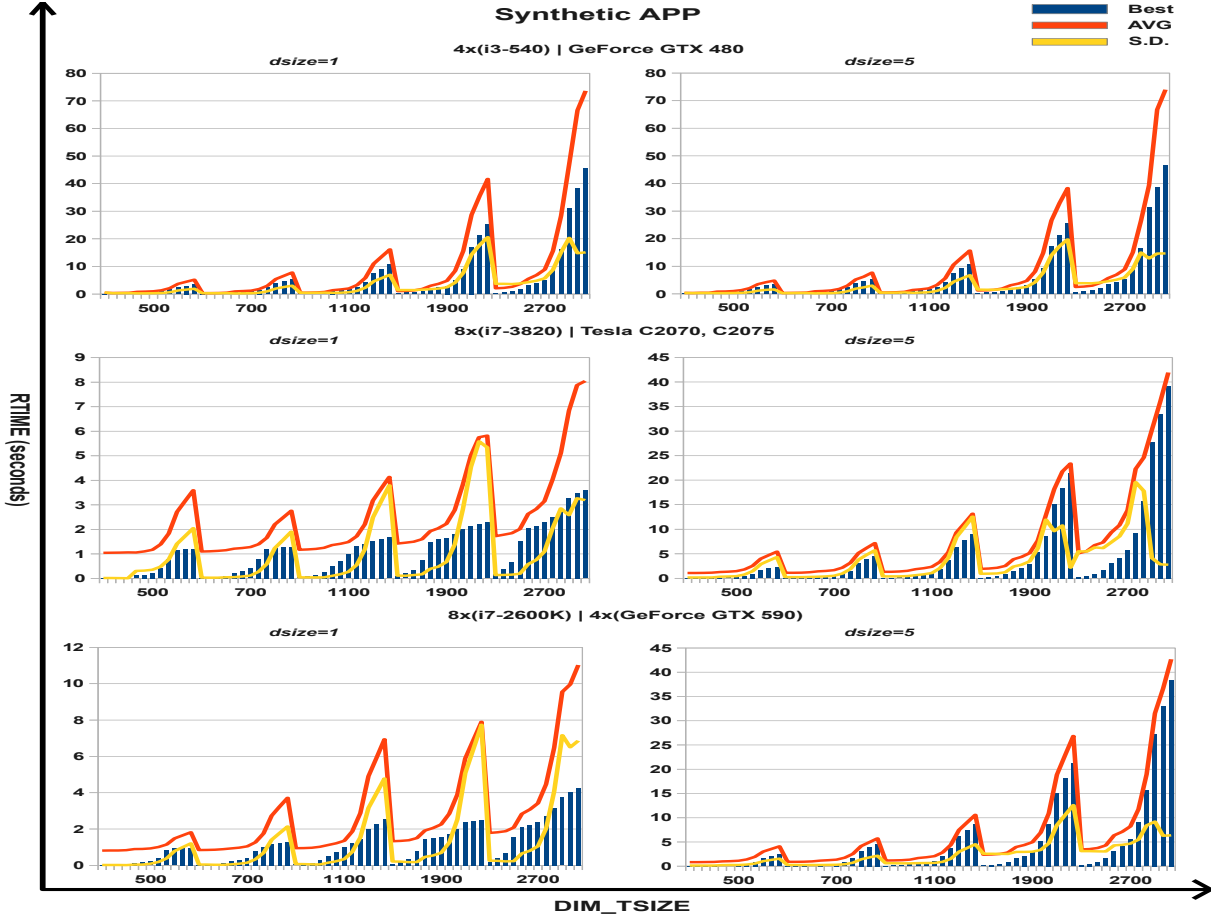 Synthetic APP
Best
AVG
S.D.
4x(i3-540) | GeForce GTX 480
dsize=1
80
70
60
50
40
30
20
10
0
500 700 1100 1900 2700
dsize=5
80
70
60
50
40
30
20
10
0
500 700 1100 1900 2700
8x(i7-3820) | Tesla C2070, C2075
dsize=1
9
8
7
6
5
4
3
2
1
0
500 700 1100 1900 2700
dsize=5
45
40
35
30
25
20
15
10
5
0
500 700 1100 1900 2700
8x(i7-2600K) | 4x(GeForce GTX 590)
dsize=1
12
10
8
6
4
2
0
500 700 1100 1900 2700
dsize=5
45
40
35
30
25
20
15
10
5
0
500 700 1100 1900 2700
RTIME (seconds)
DIM_TSIZE